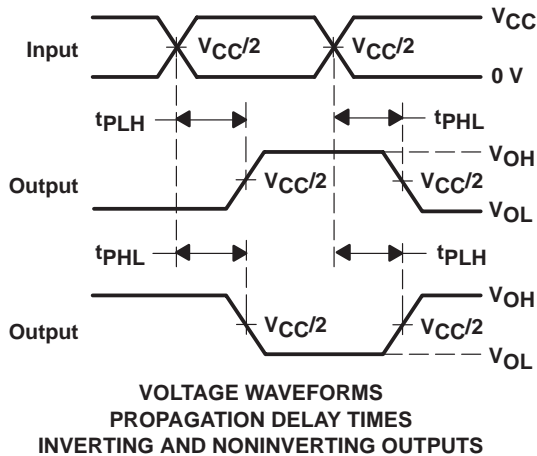 VCC
Input VCC/2 VCC/2
0 V
tPLH tPHL
VOH
Output VCC/2 VCC/2
VOL
tPHL tPLH
VOH
Output VCC/2 VCC/2
VOL
VOLTAGE WAVEFORMS
PROPAGATION DELAY TIMES
INVERTING AND NONINVERTING OUTPUTS